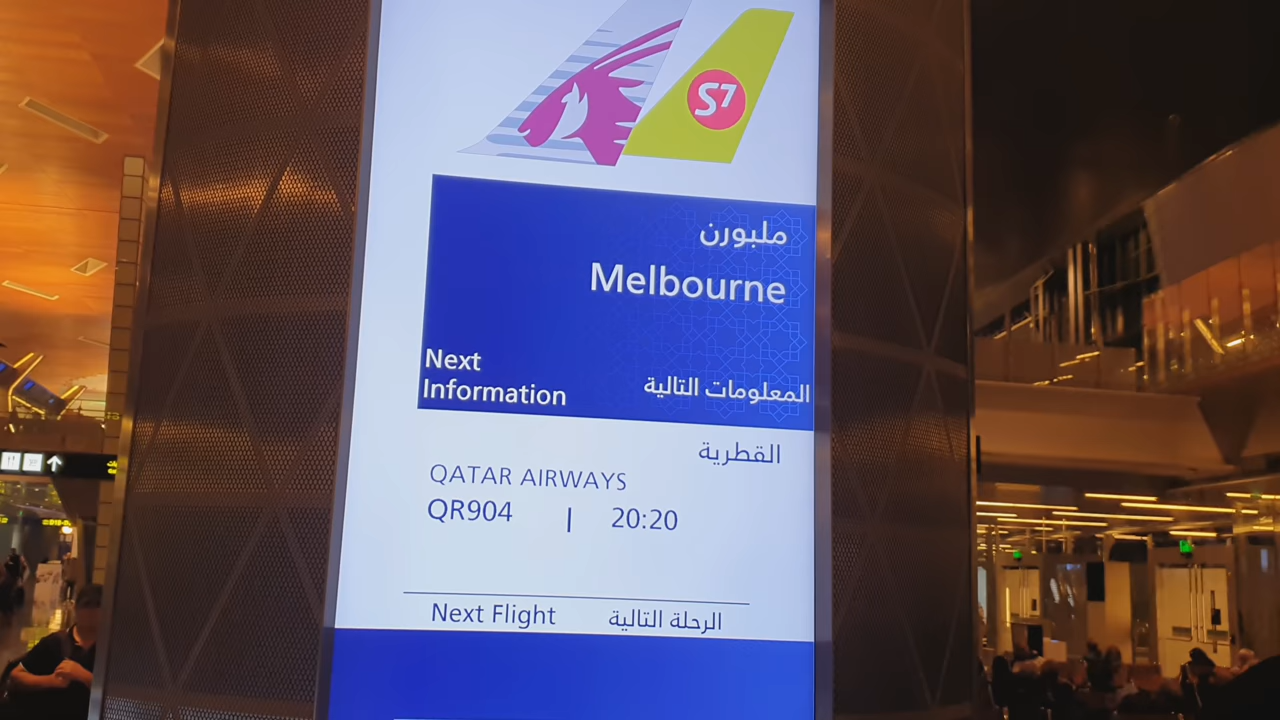 S7
ملبورن
Melbourne
Next
Information
المعلومات التالية
القطرية
QATAR AIRWAYS
QR904 | 20:20
Next Flight الرحلة التالية